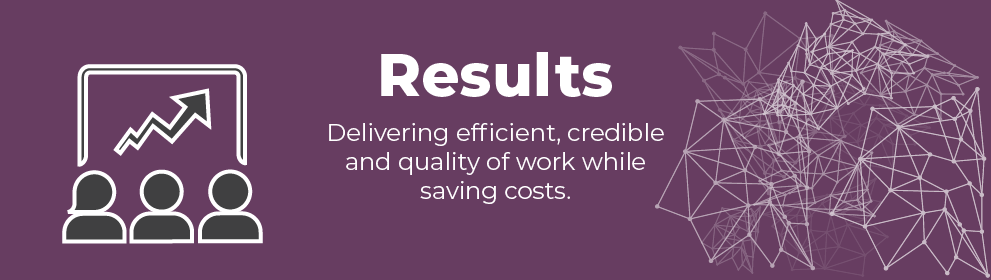 Results
Delivering efficient, credible
and quality of work while
saving costs.